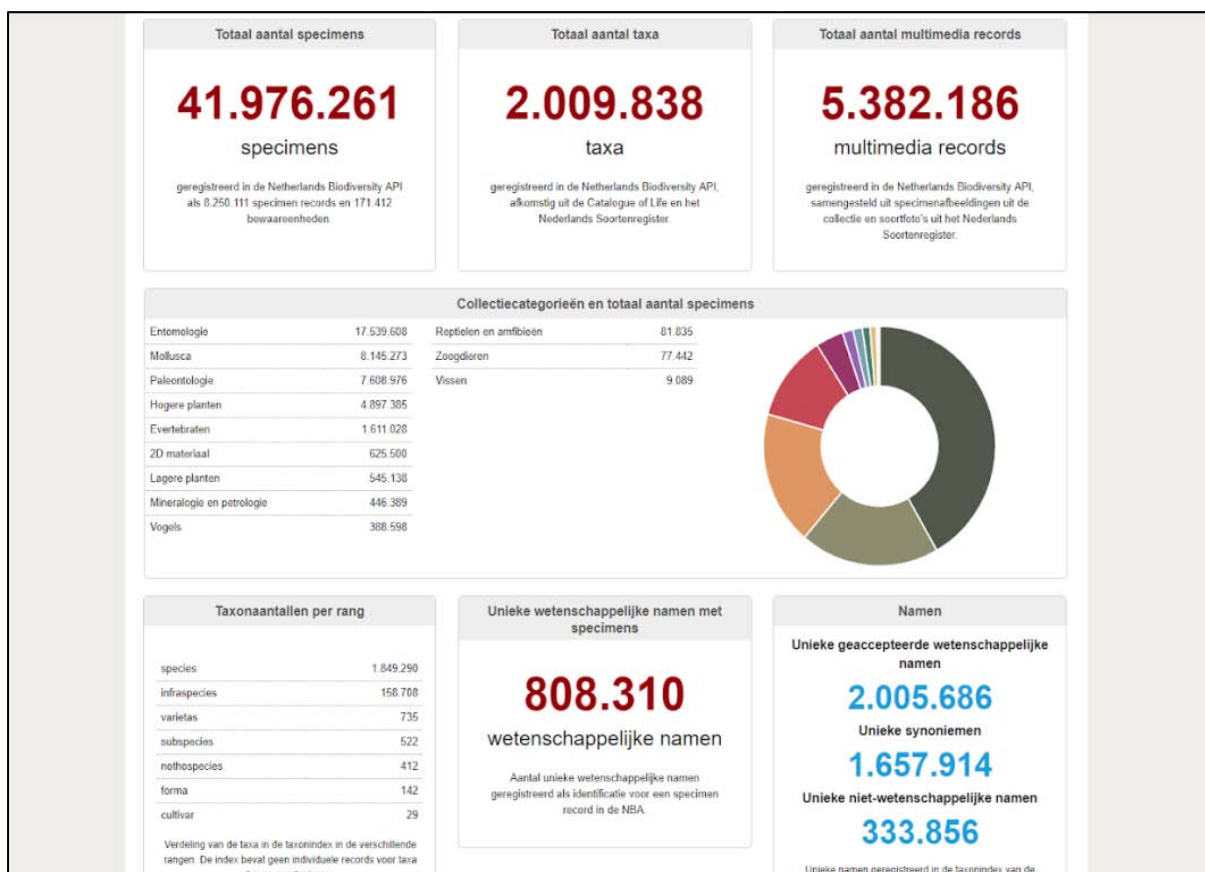 Totaal aantal specimens
41.976.261
specimens
geregistreerd in de Netherlands Biodiversity API
als 8.250.111 specimen records en 171.412
bewaareenheden.
Totaal aantal taxa
2.009.838
taxa
geregistreerd in de Netherlands Biodiversity API,
afkomstig uit de Catalogue of Life en het
Nederlands Soortenregister.
Totaal aantal multimedia records
5.382.186
multimedia records
geregistreerd in de Netherlands Biodiversity API,
samengesteld uit specimenafbeeldingen uit de
collectie en soortfoto's uit het Nederlands
Soortenregister.
Collectiecategorieën en totaal aantal specimens
Entomologie 17.539.608
Mollusca 8.145.273
Paleontologie 7.608.976
Hogere planten 4.897.385
Evertebraten 1.611.028
2D materiaal 625.500
Lagere planten 545.138
Mineralogie en petrologie 446.389
Vogels 388.598
Reptielen en amfibieën 81.835
Zoogdieren 77.442
Vissen 9.089
Taxonaantallen per rang
species 1.849.290
infraspecies 158.708
varietas 735
subspecies 522
nothospecies 412
forma 142
cultivar 29
Verdeling van de taxa in de taxonindex in de verschillende
rangen. De index bevat geen individuele records voor taxa
Unieke wetenschappelijke namen met
specimens
808.310
wetenschappelijke namen
Aantal unieke wetenschappelijke namen
geregistreerd als identificatie voor een specimen
record in de NBA.
Namen
Unieke geaccepteerde wetenschappelijke
namen
2.005.686
Unieke synoniemen
1.657.914
Unieke niet-wetenschappelijke namen
333.856
Unieke namen geregistreerd in de taxonindex van de